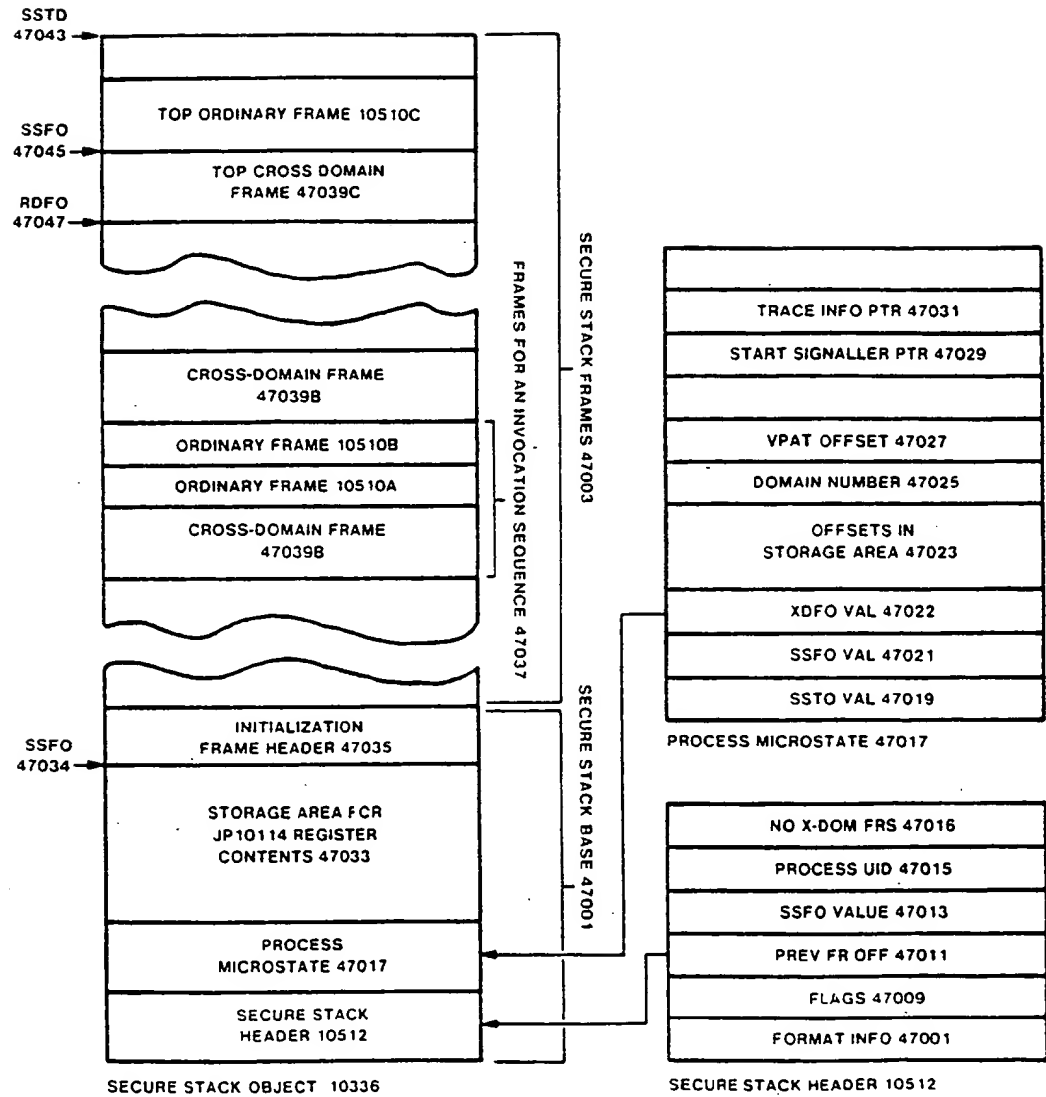 SSTD
47043
TOP ORDINARY FRAME 10510C
SSFO
47045
TOP CROSS DOMAIN
FRAME 47039C
RDFO
47047
CROSS-DOMAIN FRAME
47039B
ORDINARY FRAME 10510B
ORDINARY FRAME 10510A
CROSS-DOMAIN FRAME
47039B
FRAMES FOR AN INVOCATION SEQUENCE 47037
SECURE STACK FRAMES 47003
INITIALIZATION
FRAME HEADER 47035
SSFO
47034
STORAGE AREA FCR
JP10114 REGISTER
CONTENTS 47033
PROCESS
MICROSTATE 47017
SECURE STACK
HEADER 10512
SECURE STACK BASE 47001
SECURE STACK OBJECT 10336
TRACE INFO PTR 47031
START SIGNALLER PTR 47029
VPAT OFFSET 47027
DOMAIN NUMBER 47025
OFFSETS IN
STORAGE AREA 47023
XDFO VAL 47022
SSFO VAL 47021
SSTO VAL 47019
PROCESS MICROSTATE 47017
NO X-DOM FRS 47016
PROCESS UID 47015
SSFO VALUE 47013
PREV FR OFF 47011
FLAGS 47009
FORMAT INFO 47001
SECURE STACK HEADER 10512